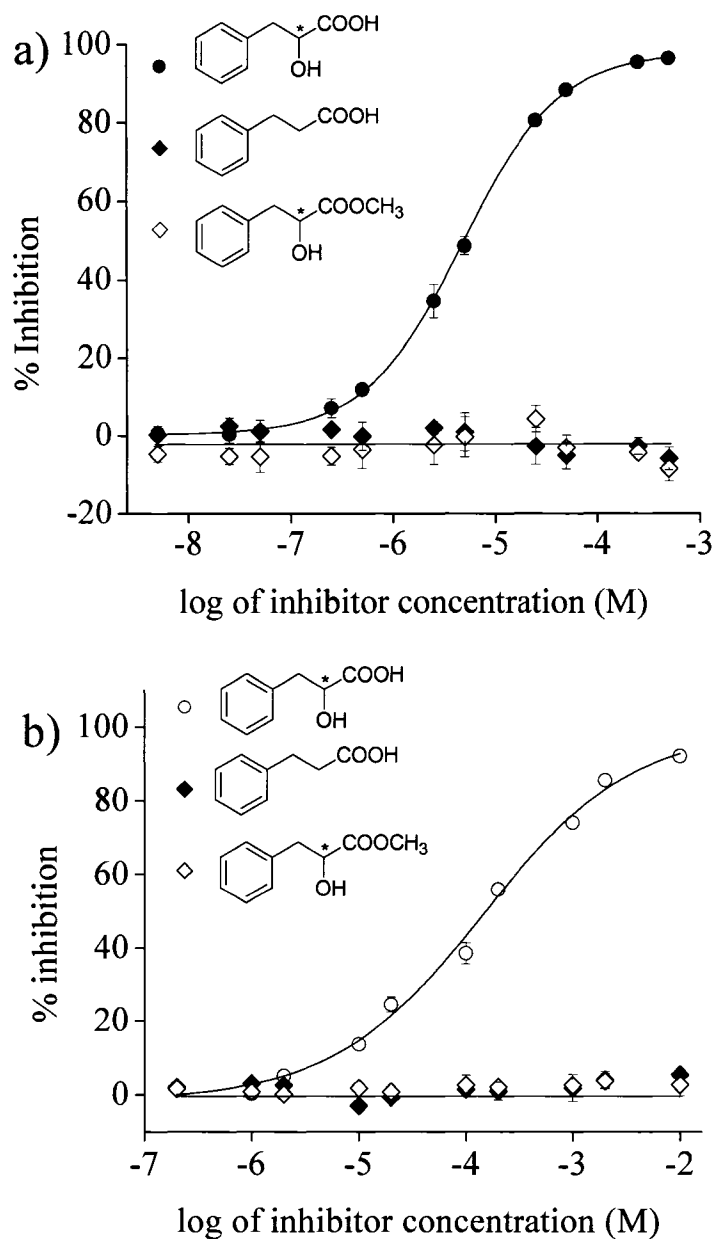 a)
100
80
60
40
20
0
-20
% Inhibition
* COOH
OH
COOH
* COOCH3
OH
-8 -7 -6 -5 -4 -3
log of inhibitor concentration (M)
b)
100
80
60
40
20
0
% inhibition
* COOH
OH
COOH
* COOCH3
OH
-7 -6 -5 -4 -3 -2
log of inhibitor concentration (M)